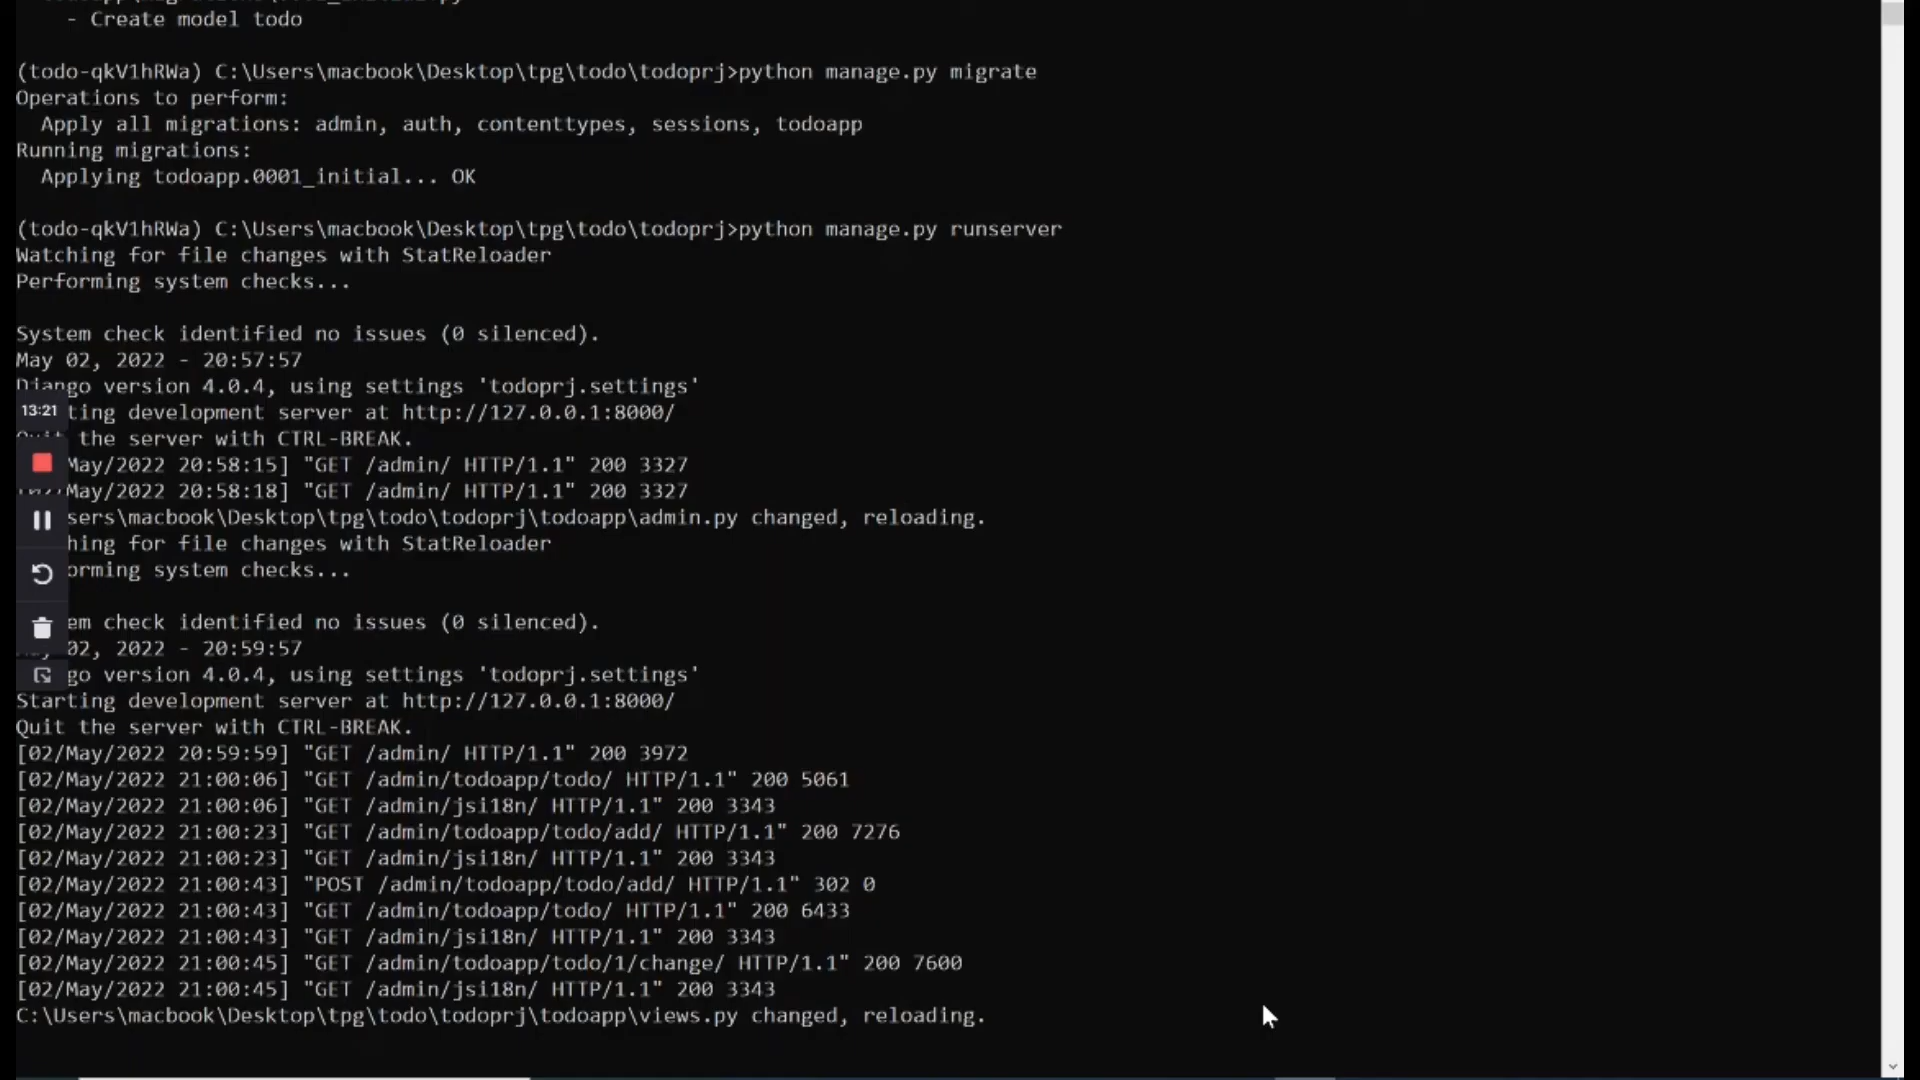 - Create model todo
(todo-qkV1hRWa) C:\Users\macbook\Desktop\tpg\todo\todoprj>python manage.py migrate
Operations to perform:
Apply all migrations: admin, auth, contenttypes, sessions, todoapp
Running migrations:
Applying todoapp.0001_initial... OK
(todo-qkV1hRWa) C:\Users\macbook\Desktop\tpg\todo\todoprj>python manage.py runserver
Watching for file changes with StatReloader
Performing system checks...
System check identified no issues (0 silenced).
May 02, 2022 - 20:57:57
Django version 4.0.4, using settings 'todoprj.settings'
13:21
ting development server at http://127.0.0.1:8000/
Quit the server with CTRL-BREAK.
May/2022 20:58:15] "GET /admin/ HTTP/1.1" 200 3327
May/2022 20:58:18] "GET /admin/ HTTP/1.1" 200 3327
sers\macbook\Desktop\tpg\todo\todoprj\todoapp\admin.py changed, reloading.
hing for file changes with StatReloader
orming system checks...
em check identified no issues (0 silenced).
02, 2022 - 20:59:57
go version 4.0.4, using settings 'todoprj.settings'
Starting development server at http://127.0.0.1:8000/
Quit the server with CTRL-BREAK.
[02/May/2022 20:59:59] "GET /admin/ HTTP/1.1" 200 3972
[02/May/2022 21:00:06] "GET /admin/todoapp/todo/ HTTP/1.1" 200 5061
[02/May/2022 21:00:06] "GET /admin/jsi18n/ HTTP/1.1" 200 3343
[02/May/2022 21:00:23] "GET /admin/todoapp/todo/add/ HTTP/1.1" 200 7276
[02/May/2022 21:00:23] "GET /admin/jsi18n/ HTTP/1.1" 200 3343
[02/May/2022 21:00:43] "POST /admin/todoapp/todo/add/ HTTP/1.1" 302 0
[02/May/2022 21:00:43] "GET /admin/todoapp/todo/ HTTP/1.1" 200 6433
[02/May/2022 21:00:43] "GET /admin/jsi18n/ HTTP/1.1" 200 3343
[02/May/2022 21:00:45] "GET /admin/todoapp/todo/1/change/ HTTP/1.1" 200 7600
[02/May/2022 21:00:45] "GET /admin/jsi18n/ HTTP/1.1" 200 3343
C:\Users\macbook\Desktop\tpg\todo\todoprj\todoapp\views.py changed, reloading.